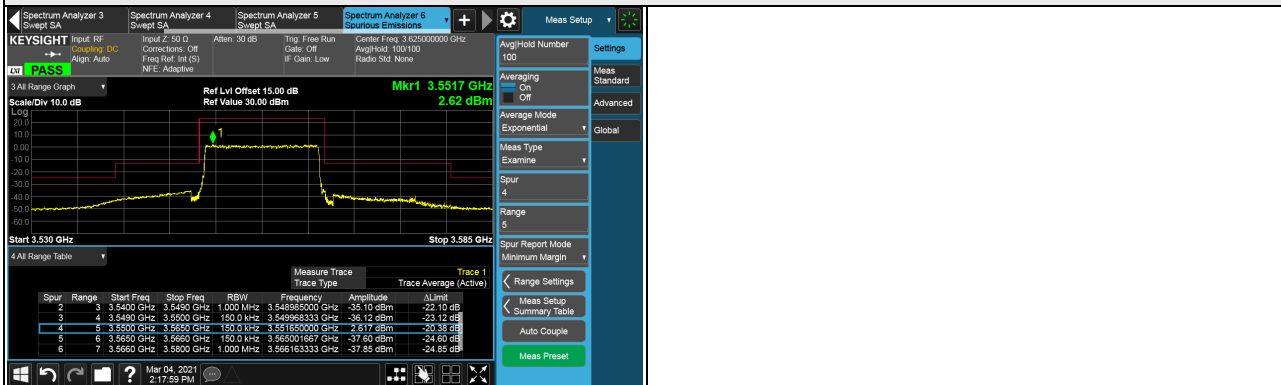 Spectrum Analyzer 3
Swept SA
Spectrum Analyzer 4
Swept SA
Spectrum Analyzer 5
Swept SA
Spectrum Analyzer 6
Spurious Emissions
Meas Setup
KEYSIGHT
Input: RF
Coupling: DC
Align: Auto
Input Z: 50 Ω
Corrections: Off
Freq Ref: Int (S)
NFE: Adaptive
Atten: 30 dB
Trig: Free Run
Gate: Off
IF Gain: Low
Center Freq: 3.625000000 GHz
Avg|Hold: 100/100
Radio Std: None
LXI
PASS
3 All Range Graph
Scale/Div 10.0 dB
Ref Lvl Offset 15.00 dB
Ref Value 30.00 dBm
Mkr1 3.5517 GHz
2.62 dBm
Log
20.0
10.0
0.00
-10.0
-20.0
-30.0
-40.0
-50.0
-60.0
1
Start 3.530 GHz
Stop 3.585 GHz
4 All Range Table
Measure Trace Trace 1
Trace Type Trace Average (Active)
Spur Range Start Freq Stop Freq RBW Frequency Amplitude ΔLimit
2 3 3.5400 GHz 3.5490 GHz 1.000 MHz 3.548985000 GHz -35.10 dBm -22.10 dB
3 4 3.5490 GHz 3.5500 GHz 150.0 kHz 3.549968333 GHz -36.12 dBm -23.12 dB
4 5 3.5500 GHz 3.5650 GHz 150.0 kHz 3.551650000 GHz 2.617 dBm -20.38 dB
5 6 3.5650 GHz 3.5660 GHz 150.0 kHz 3.565001667 GHz -37.60 dBm -24.60 dB
6 7 3.5660 GHz 3.5800 GHz 1.000 MHz 3.566163333 GHz -37.85 dBm -24.85 dB
Mar 04, 2021
2:17:59 PM
Avg|Hold Number
100
Averaging
On
Off
Average Mode
Exponential
Meas Type
Examine
Spur
4
Range
5
Spur Report Mode
Minimum Margin
Range Settings
Meas Setup
Summary Table
Auto Couple
Meas Preset
Settings
Meas
Standard
Advanced
Global